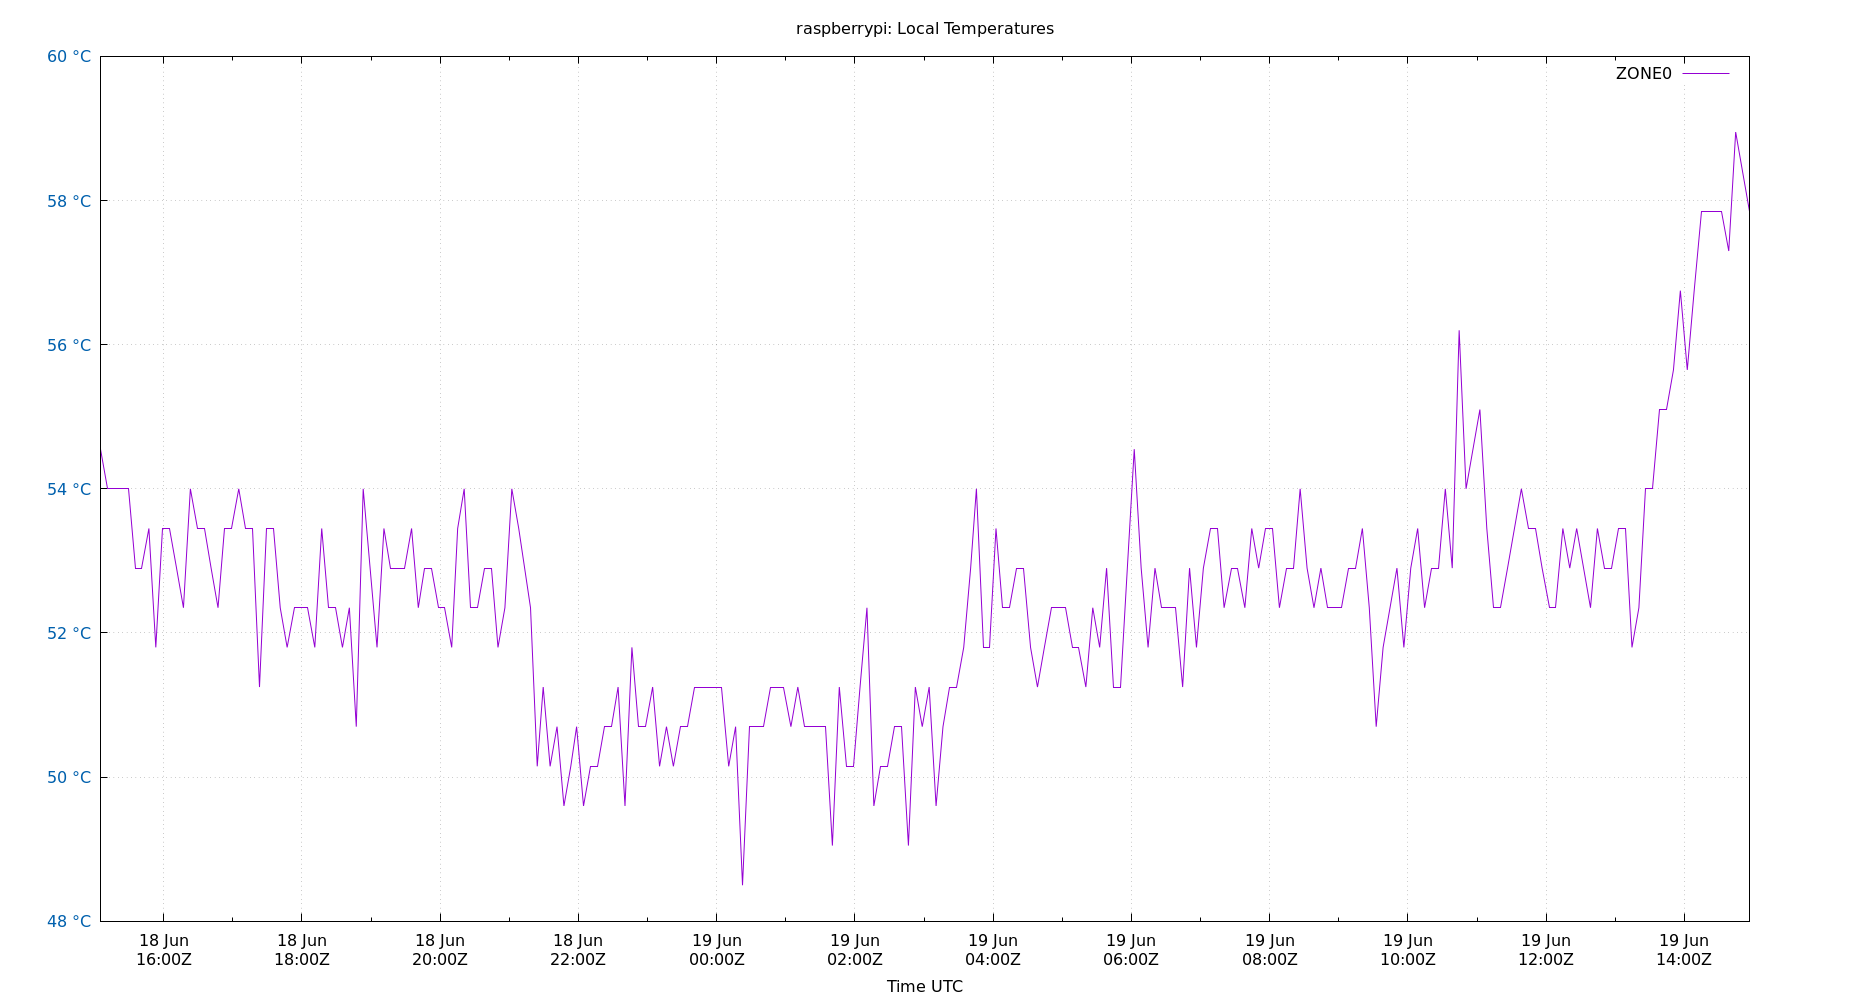 raspberrypi: Local Temperatures
60 °C
ZONE0
58 °C
56 °C
54 °C
52 °C
50 °C
48 °C
18 Jun 18 Jun 18 Jun 18 Jun 19 Jun 19 Jun 19 Jun 19 Jun 19 Jun 19 Jun 19 Jun 19 Jun
16:00Z 18:00Z 20:00Z 22:00Z 00:00Z 02:00Z 04:00Z 06:00Z 08:00Z 10:00Z 12:00Z 14:00Z
Time UTC